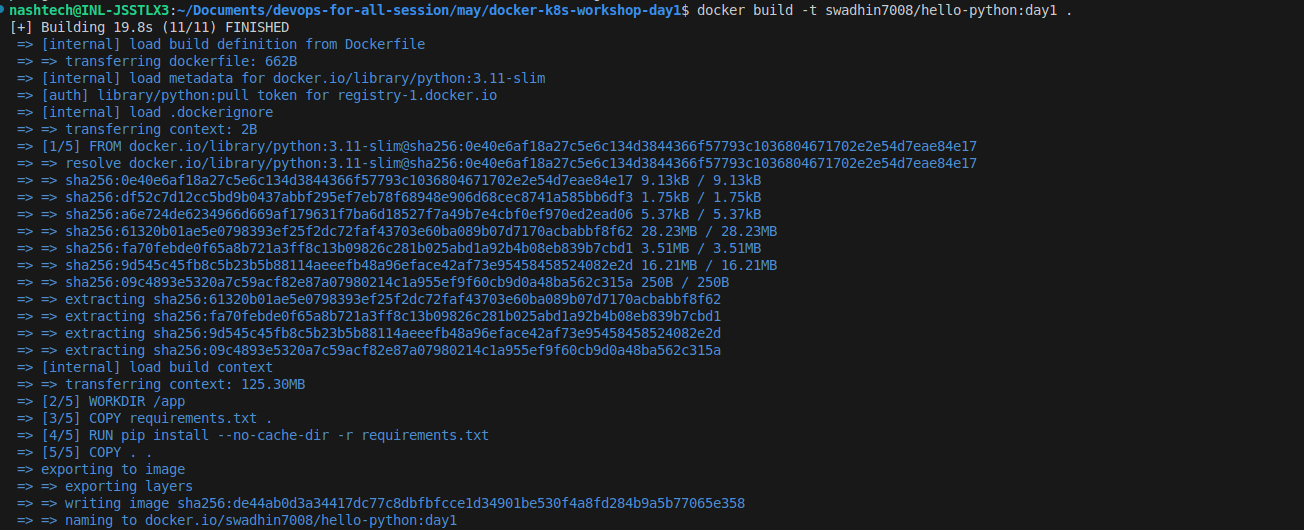 nashtech@INL-JSSTLX3:~/Documents/devops-for-all-session/may/docker-k8s-workshop-day1$ docker build -t swadhin7008/hello-python:day1 .
[+] Building 19.8s (11/11) FINISHED
=> [internal] load build definition from Dockerfile
=> => transferring dockerfile: 662B
=> [internal] load metadata for docker.io/library/python:3.11-slim
=> [auth] library/python:pull token for registry-1.docker.io
=> [internal] load .dockerignore
=> => transferring context: 2B
=> [1/5] FROM docker.io/library/python:3.11-slim@sha256:0e40e6af18a27c5e6c134d3844366f57793c1036804671702e2e54d7eae84e17
=> => resolve docker.io/library/python:3.11-slim@sha256:0e40e6af18a27c5e6c134d3844366f57793c1036804671702e2e54d7eae84e17
=> => sha256:0e40e6af18a27c5e6c134d3844366f57793c1036804671702e2e54d7eae84e17 9.13kB / 9.13kB
=> => sha256:df52c7d12cc5bd9b0437abbf295ef7eb78f68948e906d68cec8741a585bb6df3 1.75kB / 1.75kB
=> => sha256:a6e724de6234966d669af179631f7ba6d18527f7a49b7e4cbf0ef970ed2ead06 5.37kB / 5.37kB
=> => sha256:61320b01ae5e0798393ef25f2dc72faf43703e60ba089b07d7170acbabbf8f62 28.23MB / 28.23MB
=> => sha256:fa70febde0f65a8b721a3ff8c13b09826c281b025abd1a92b4b08eb839b7cbd1 3.51MB / 3.51MB
=> => sha256:9d545c45fb8c5b23b5b88114aeeefb48a96eface42af73e95458458524082e2d 16.21MB / 16.21MB
=> => sha256:09c4893e5320a7c59acf82e87a07980214c1a955ef9f60cb9d0a48ba562c315a 250B / 250B
=> => extracting sha256:61320b01ae5e0798393ef25f2dc72faf43703e60ba089b07d7170acbabbf8f62
=> => extracting sha256:fa70febde0f65a8b721a3ff8c13b09826c281b025abd1a92b4b08eb839b7cbd1
=> => extracting sha256:9d545c45fb8c5b23b5b88114aeeefb48a96eface42af73e95458458524082e2d
=> => extracting sha256:09c4893e5320a7c59acf82e87a07980214c1a955ef9f60cb9d0a48ba562c315a
=> [internal] load build context
=> => transferring context: 125.30MB
=> [2/5] WORKDIR /app
=> [3/5] COPY requirements.txt .
=> [4/5] RUN pip install --no-cache-dir -r requirements.txt
=> [5/5] COPY . .
=> exporting to image
=> => exporting layers
=> => writing image sha256:de44ab0d3a34417dc77c8dbfbfcce1d34901be530f4a8fd284b9a5b77065e358
=> => naming to docker.io/swadhin7008/hello-python:day1